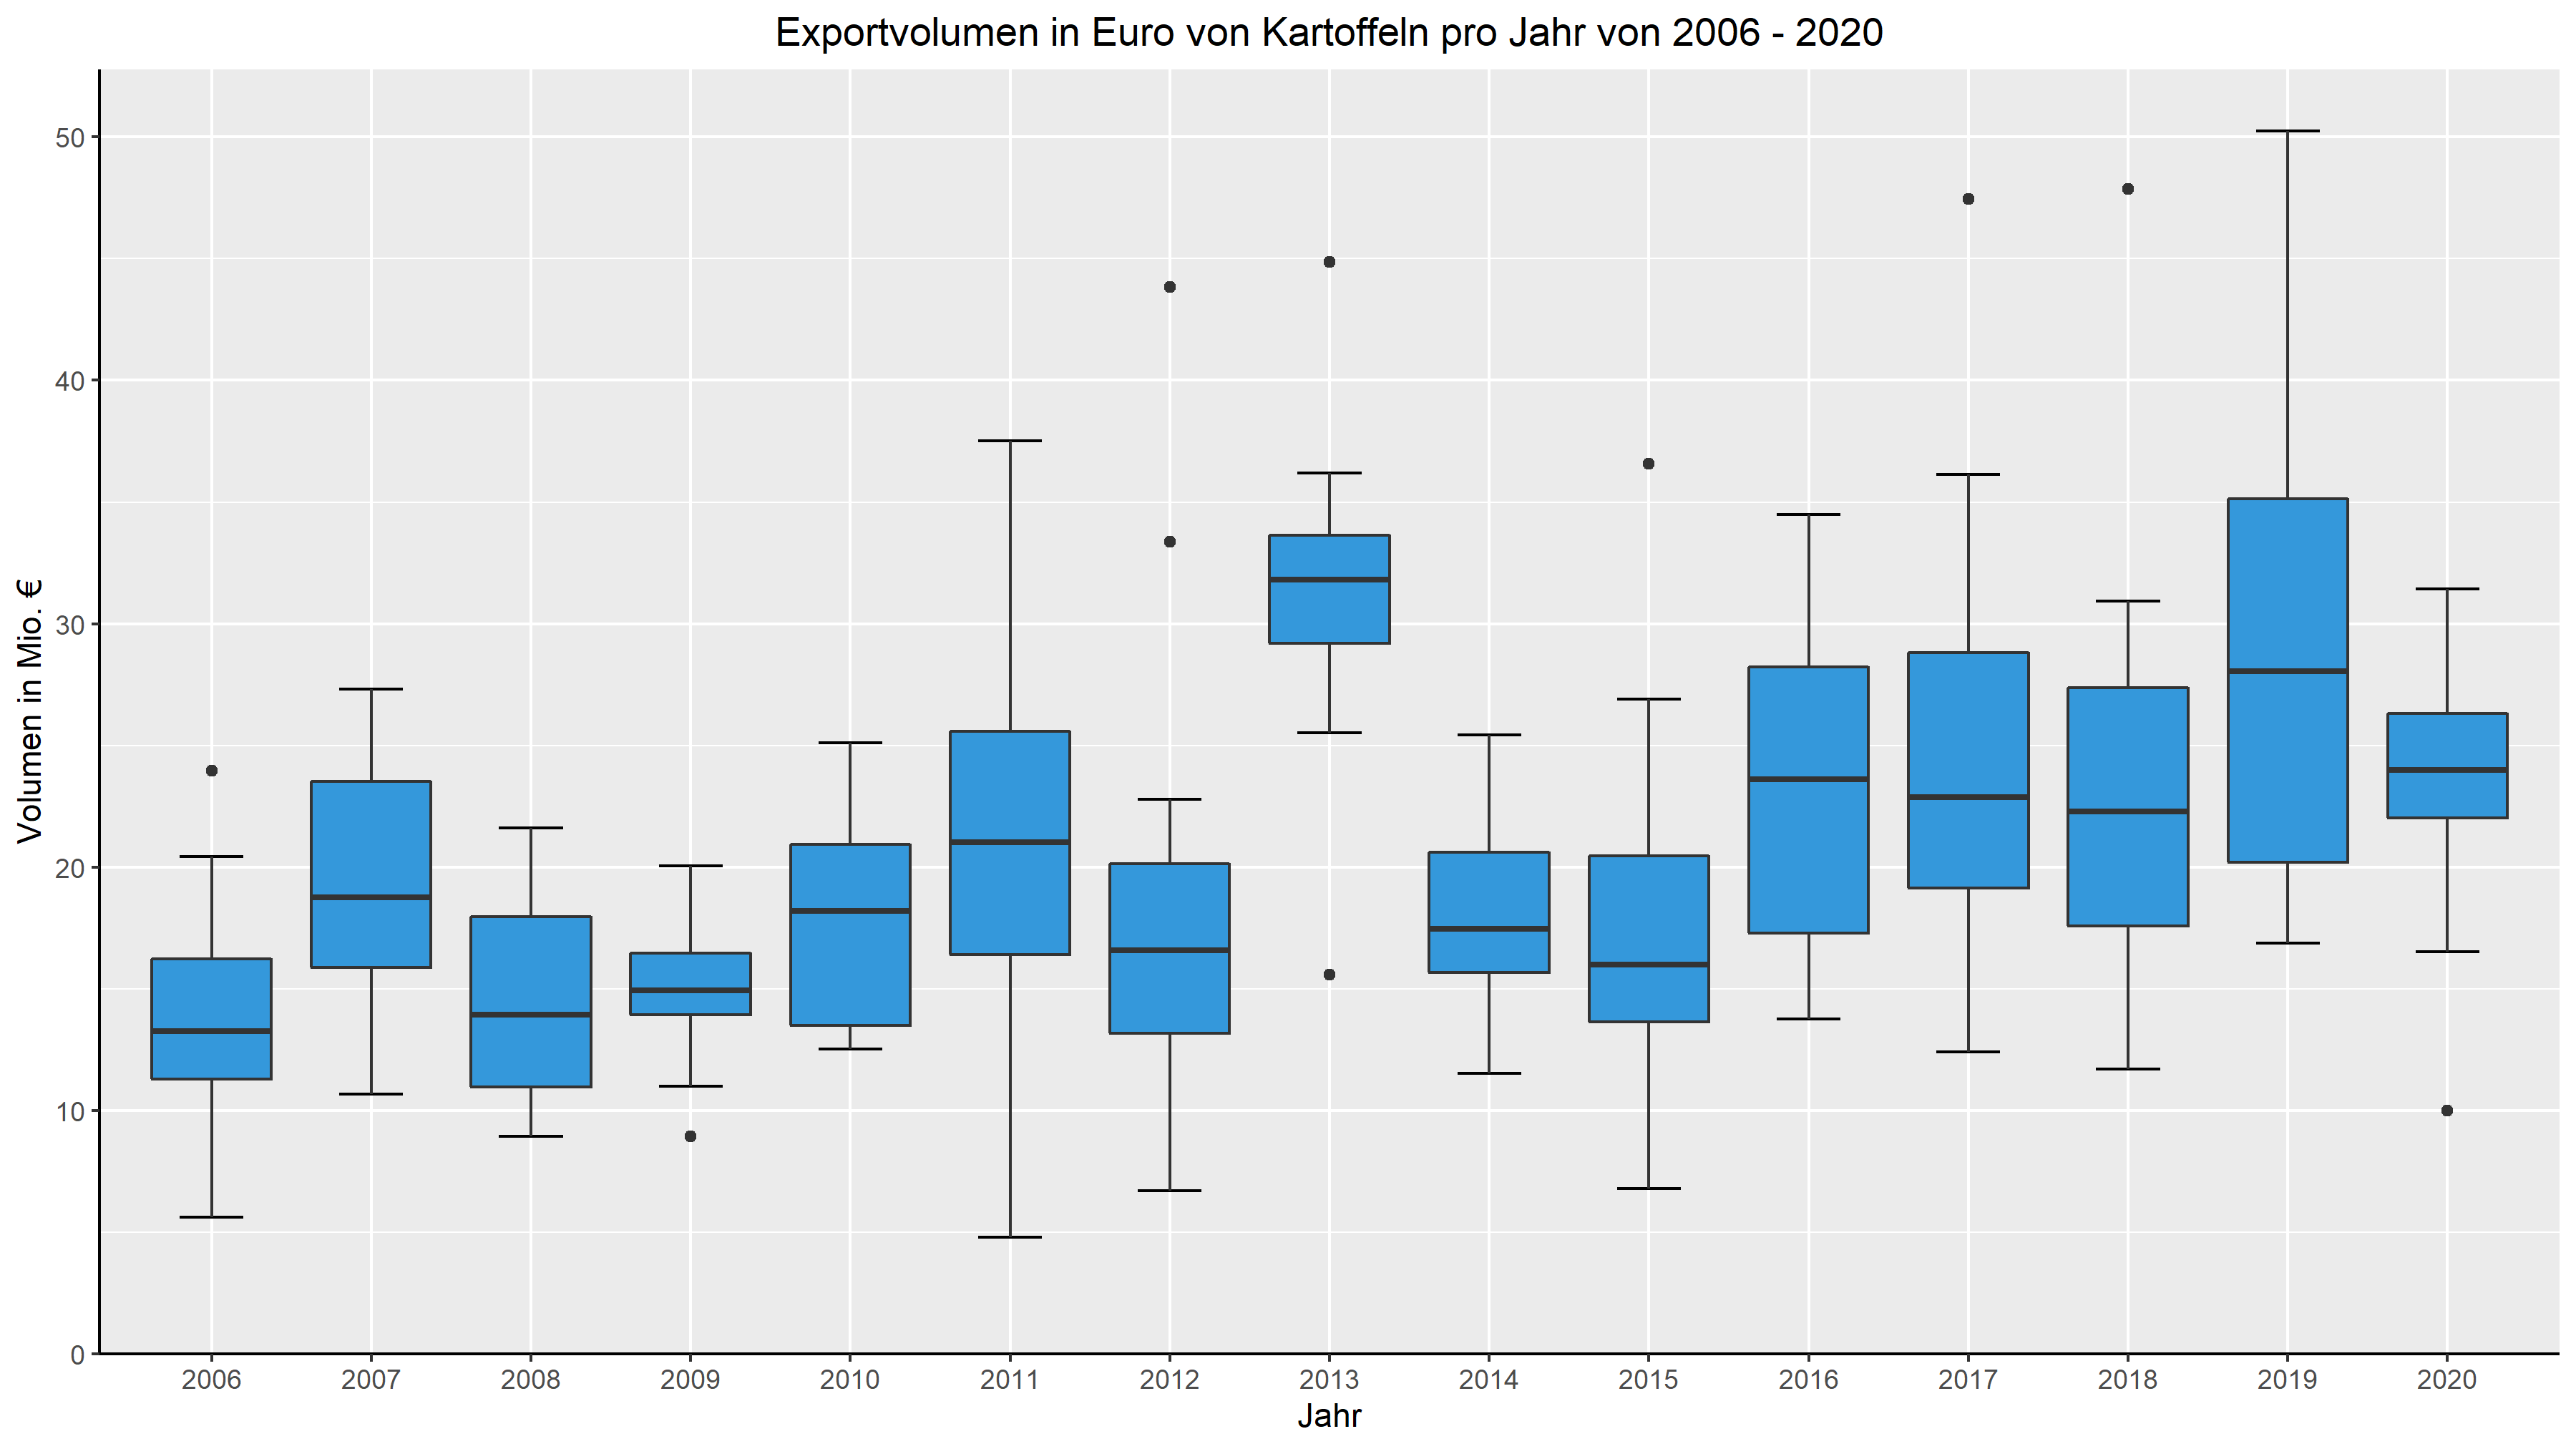 Exportvolumen in Euro von Kartoffeln pro Jahr von 2006 - 2020
Volumen in Mio. €
50
40
30
20
10
0
2006 2007 2008 2009 2010 2011 2012 2013 2014 2015 2016 2017 2018 2019 2020
Jahr